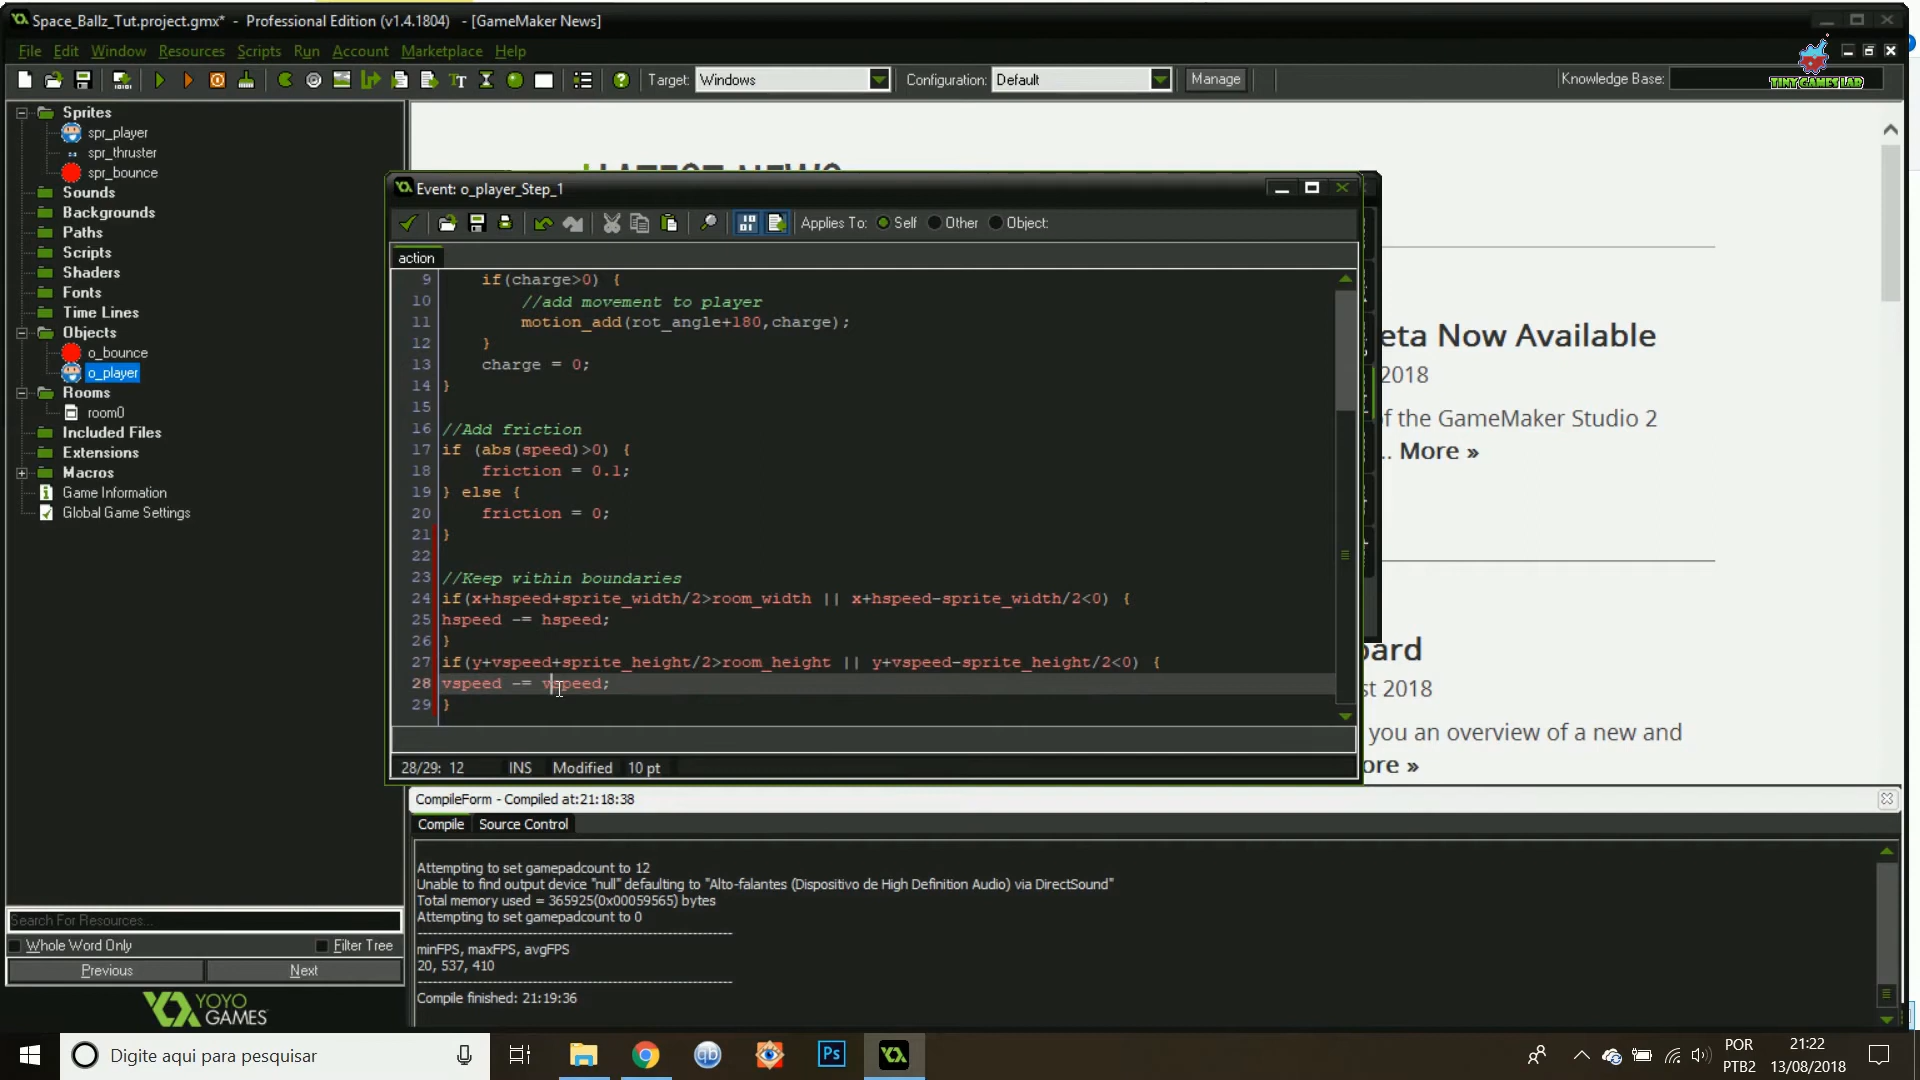 Space_Ballz_Tut.project.gmx* - Professional Edition (v1.4.1804) - [GameMaker News]
File Edit Window Resources Scripts Run Account Marketplace Help
Target: Windows Configuration: Default Manage Knowledge Base:
TINY GAMES LAB
Sprites
spr_player
spr_thruster
spr_bounce
Sounds
Backgrounds
Paths
Scripts
Shaders
Fonts
Time Lines
Objects
o_bounce
o_player
Rooms
room0
Included Files
Extensions
Macros
Game Information
Global Game Settings
Search For Resources...
Whole Word Only Filter Tree
Previous Next
YOYO
GAMES
Event: o_player_Step_1
Applies To: Self Other Object:
action
9 if(charge>0) {
10 //add movement to player
11 motion_add(rot_angle+180,charge);
12 }
13 charge = 0;
14 }
15
16 //Add friction
17 if (abs(speed)>0) {
18 friction = 0.1;
19 } else {
20 friction = 0;
21 }
22
23 //Keep within boundaries
24 if(x+hspeed+sprite_width/2>room_width || x+hspeed-sprite_width/2<0) {
25 hspeed -= hspeed;
26 }
27 if(y+vspeed+sprite_height/2>room_height || y+vspeed-sprite_height/2<0) {
28 vspeed -= vspeed;
29 }
28/29: 12 INS Modified 10 pt
eta Now Available
2018
of the GameMaker Studio 2
.. More »
oard
st 2018
you an overview of a new and
ore »
CompileForm - Compiled at:21:18:38
Compile Source Control
Attempting to set gamepadcount to 12
Unable to find output device "null" defaulting to "Alto-falantes (Dispositivo de High Definition Audio) via DirectSound"
Total memory used = 365925(0x00059565) bytes
Attempting to set gamepadcount to 0
minFPS, maxFPS, avgFPS
20, 537, 410
Compile finished: 21:19:36
Digite aqui para pesquisar
qb
Ps
POR
PTB2
21:22
13/08/2018